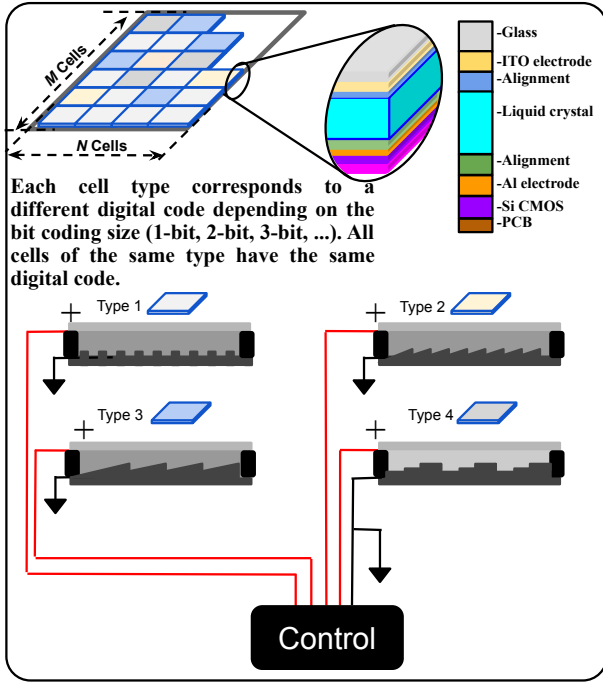 M Cells
N Cells
-Glass
-ITO electrode
-Alignment
-Liquid crystal
-Alignment
-Al electrode
-Si CMOS
-PCB
Each cell type corresponds to a
different digital code depending on the
bit coding size (1-bit, 2-bit, 3-bit, ...). All
cells of the same type have the same
digital code.
+ Type 1
+ Type 2
+ Type 3
+ Type 4
Control